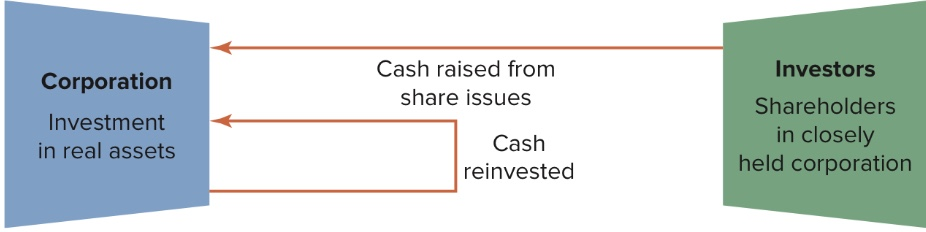 Corporation
Investment
in real assets
Cash raised from
share issues
Cash
reinvested
Investors
Shareholders
in closely
held corporation